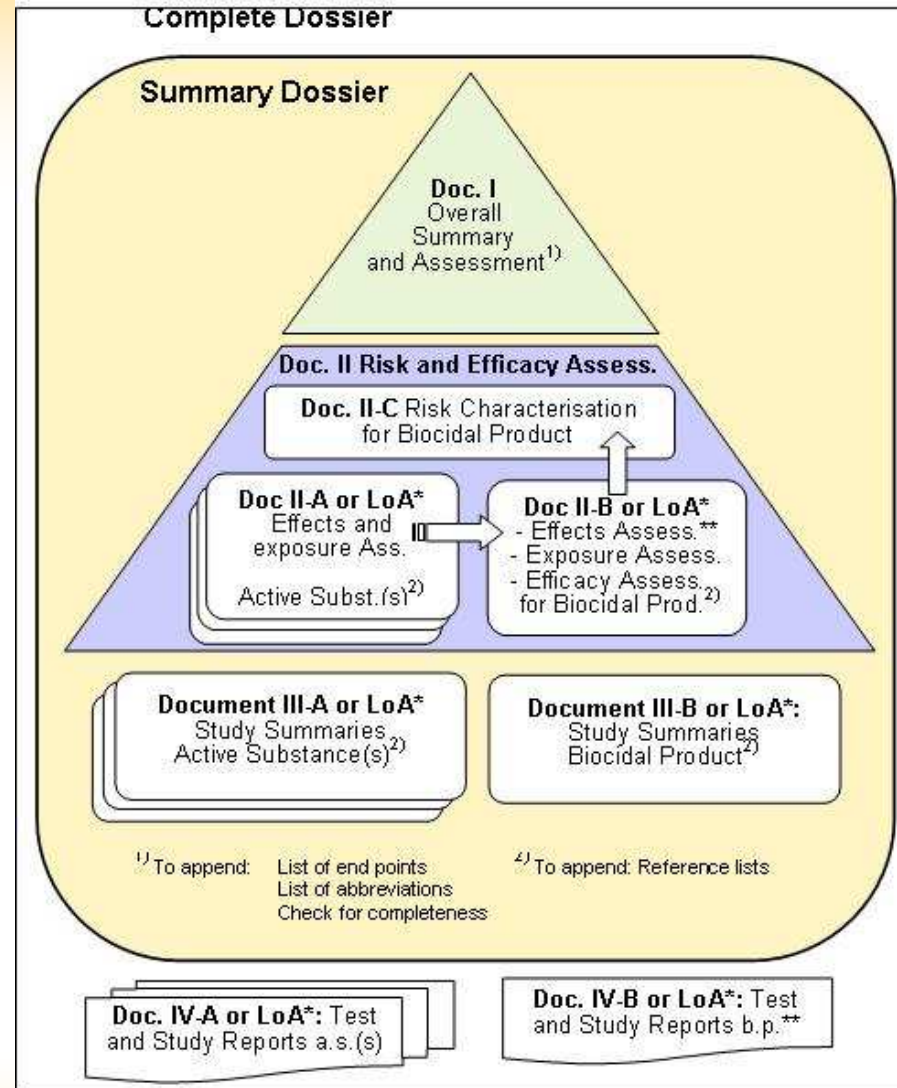 Complete Dossier
Summary Dossier
Doc. I
Overall
Summary
and Assessment1)
Doc. II Risk and Efficacy Assess.
Doc. II-C Risk Characterisation
for Biocidal Product
Doc II-A or LoA*
Effects and
exposure Ass.
Active Subst.(s)2)
Doc II-B or LoA*
- Effects Assess.**
- Exposure Assess.
- Efficacy Assess.
for Biocidal Prod.2)
Document III-A or LoA*
Study Summaries
Active Substance(s)2)
Document III-B or LoA*:
Study Summaries
Biocidal Product2)
1) To append: List of end points
List of abbreviations
Check for completeness
2) To append: Reference lists
Doc. IV-A or LoA*: Test
and Study Reports a.s.(s)
Doc. IV-B or LoA*: Test
and Study Reports b.p.**